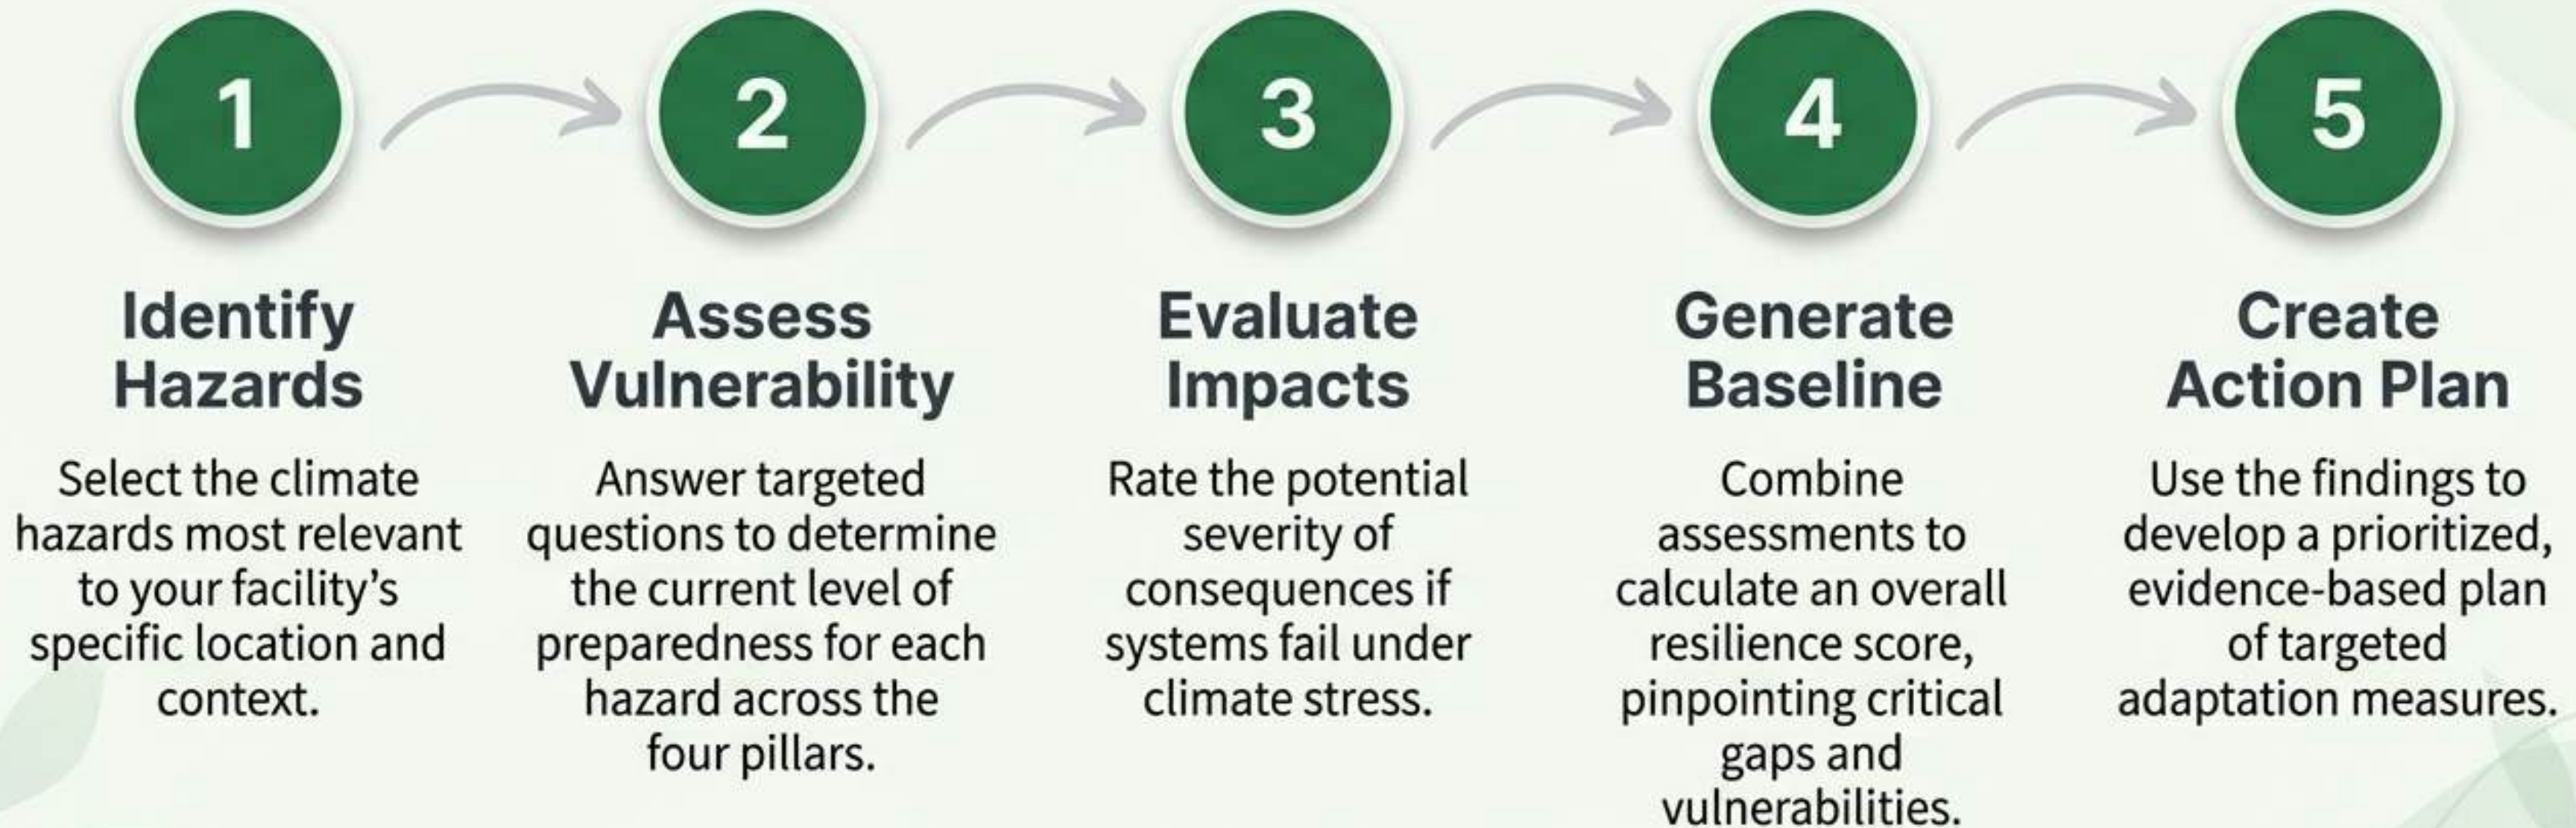 1
2
3
4
5
Identify
Hazards
Select the climate
hazards most relevant
to your facility’s
specific location and
context.
Assess
Vulnerability
Answer targeted
questions to determine
the current level of
preparedness for each
hazard across the
four pillars.
Evaluate
Impacts
Rate the potential
severity of
consequences if
systems fail under
climate stress.
Generate
Baseline
Combine
assessments to
calculate an overall
resilience score,
pinpointing critical
gaps and
vulnerabilities.
Create
Action Plan
Use the findings to
develop a prioritized,
evidence-based plan
of targeted
adaptation measures.